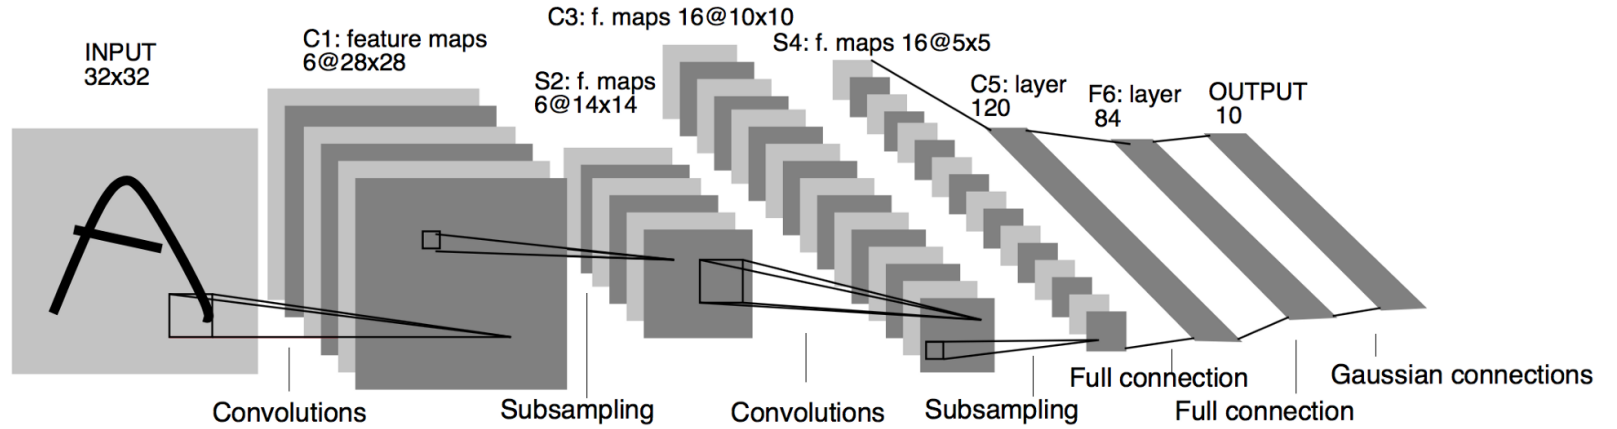 INPUT
32x32
C1: feature maps
6@28x28
S2: f. maps
6@14x14
C3: f. maps 16@10x10
S4: f. maps 16@5x5
C5: layer
120
F6: layer
84
OUTPUT
10
Convolutions
Subsampling
Convolutions
Subsampling
Full connection
Full connection
Gaussian connections